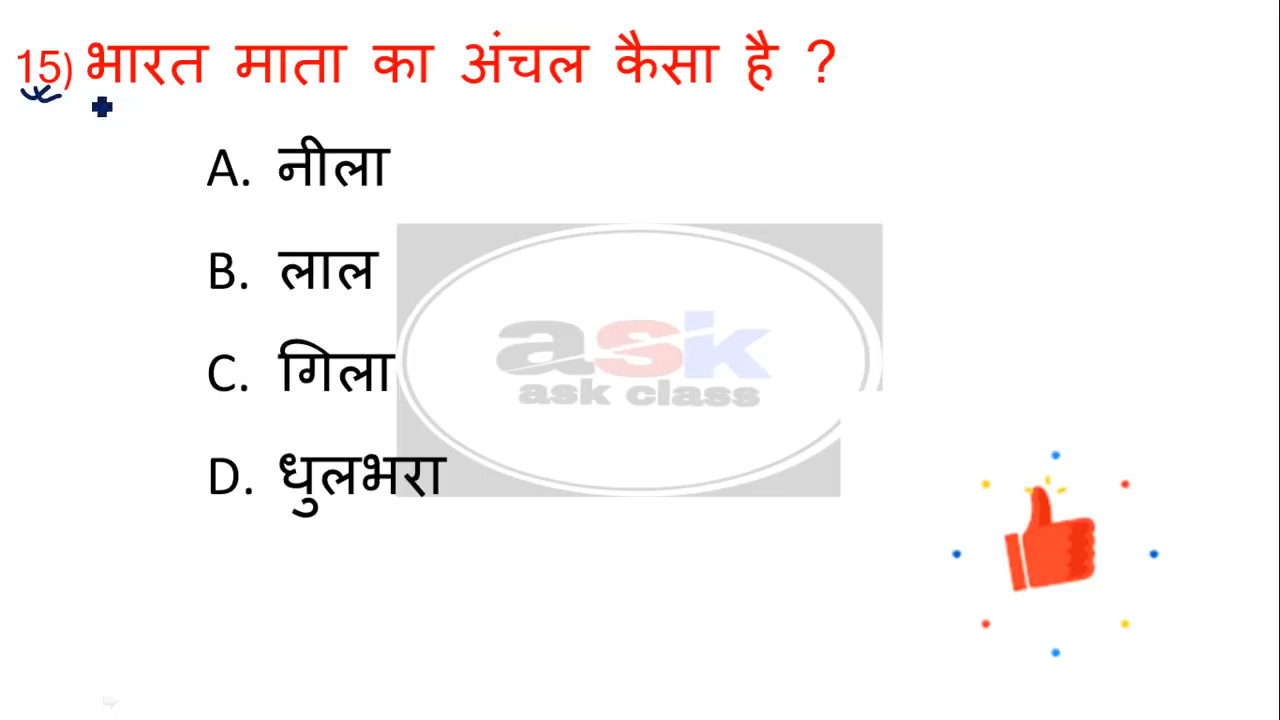 15) भारत माता का अंचल कैसा है ?
A. नीला
B. लाल
C. गिला
D. धुलभरा
ask
ask class